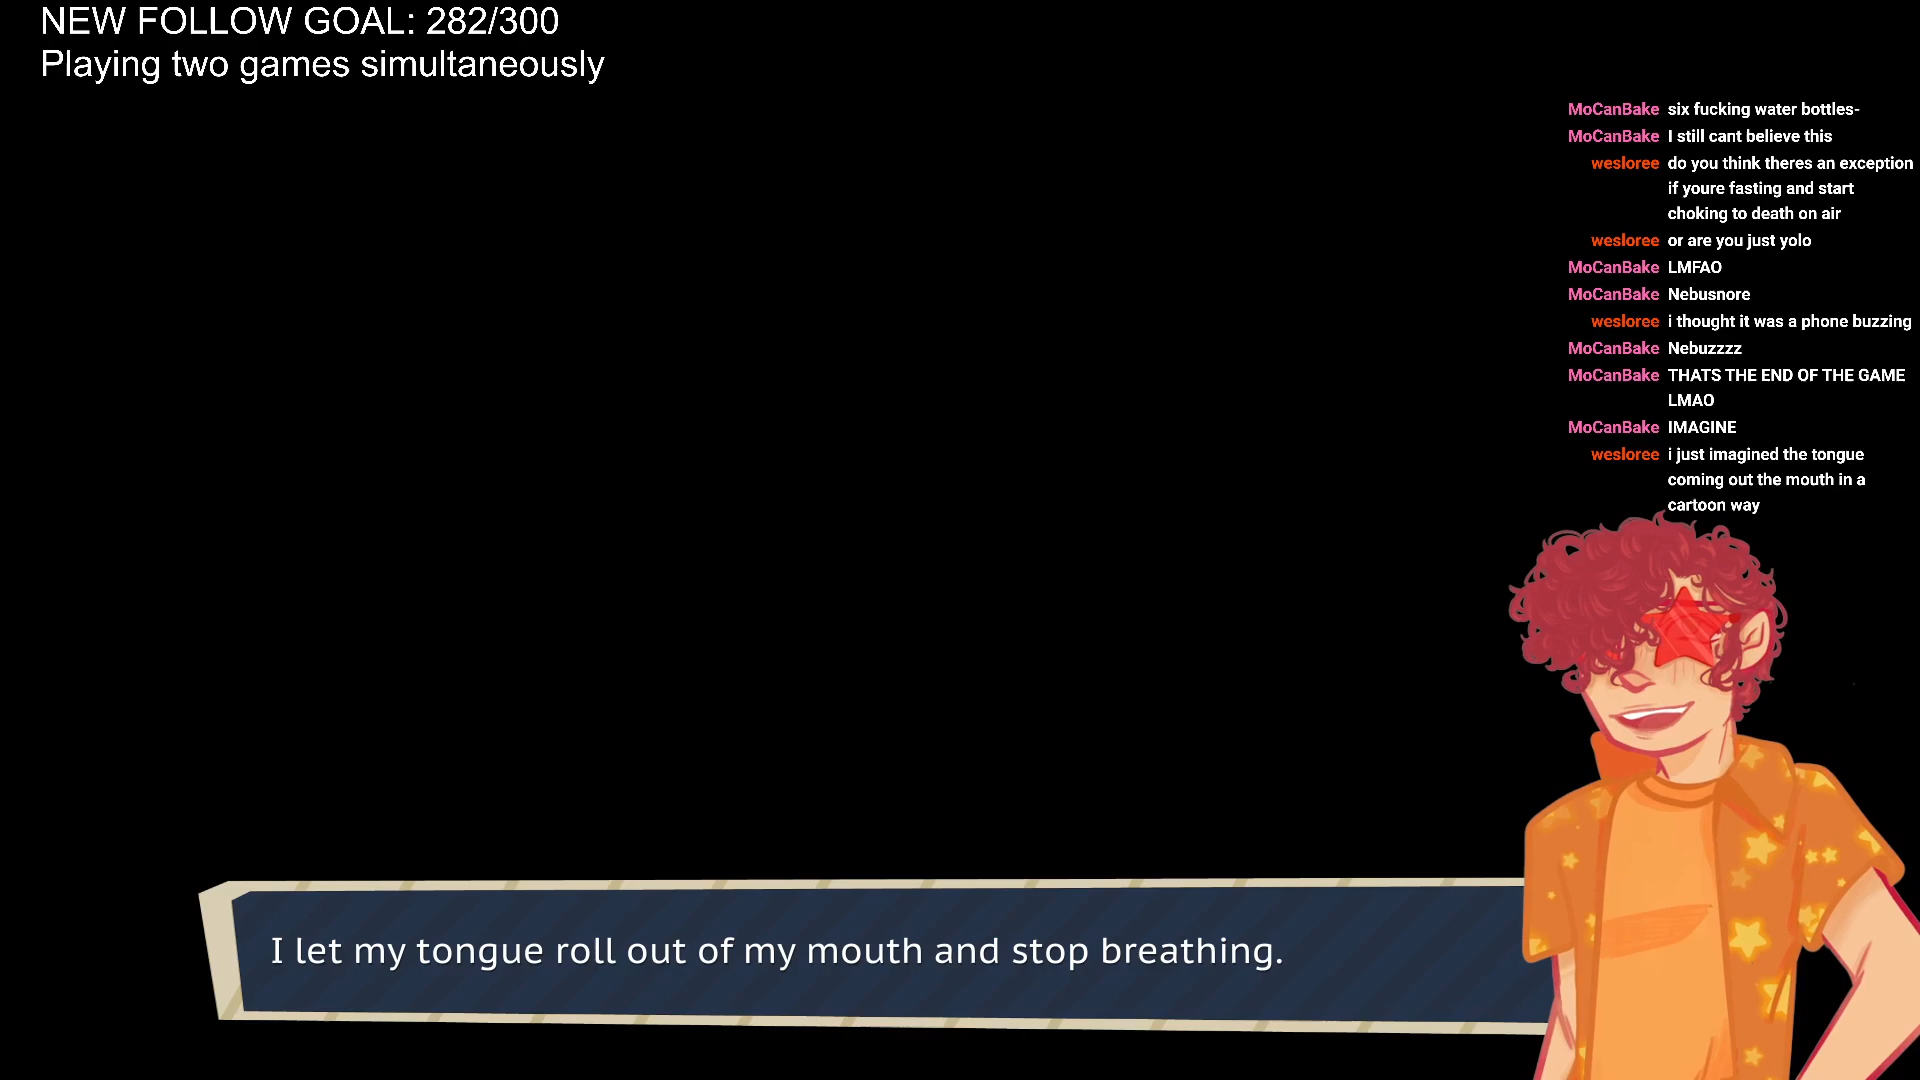 NEW FOLLOW GOAL: 282/300
Playing two games simultaneously
MoCanBake six fucking water bottles-
MoCanBake I still cant believe this
wesloree do you think theres an exception
if youre fasting and start
choking to death on air
wesloree or are you just yolo
MoCanBake LMFAO
MoCanBake Nebusnore
wesloree i thought it was a phone buzzing
MoCanBake Nebuzzzz
MoCanBake THATS THE END OF THE GAME
LMAO
MoCanBake IMAGINE
wesloree i just imagined the tongue
coming out the mouth in a
cartoon way
I let my tongue roll out of my mouth and stop breathing.